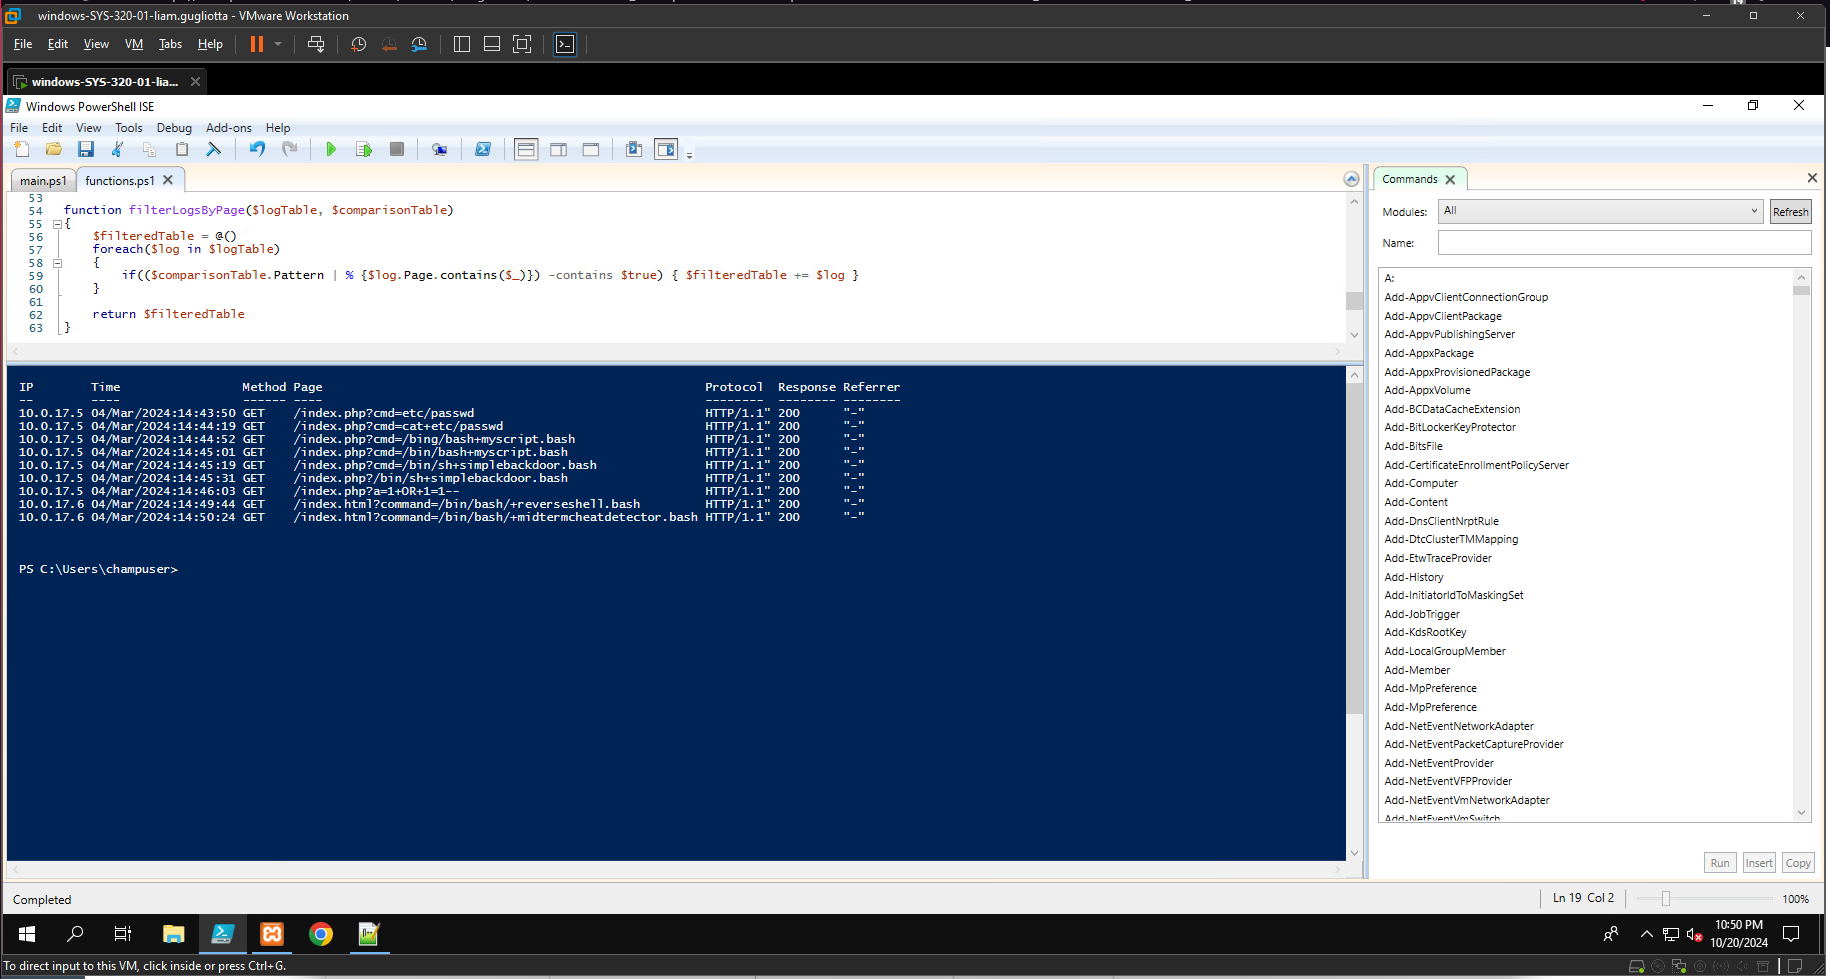 windows-SYS-320-01-liam.gugliotta - VMware Workstation
File Edit View VM Tabs Help
windows-SYS-320-01-lia...
Windows PowerShell ISE
File Edit View Tools Debug Add-ons Help
main.ps1 functions.ps1
53
54 function filterLogsByPage($logTable, $comparisonTable)
55 {
56 $filteredTable = @()
57 foreach($log in $logTable)
58 {
59 if(($comparisonTable.Pattern | % {$log.Page.contains($_)}) -contains $true) { $filteredTable += $log }
60 }
61
62 return $filteredTable
63 }
IP Time Method Page Protocol Response Referrer
-- ---- ------ ---- -------- -------- --------
10.0.17.5 04/Mar/2024:14:43:50 GET /index.php?cmd=etc/passwd HTTP/1.1" 200 "-"
10.0.17.5 04/Mar/2024:14:44:19 GET /index.php?cmd=cat+etc/passwd HTTP/1.1" 200 "-"
10.0.17.5 04/Mar/2024:14:44:52 GET /index.php?cmd=/bing/bash+myscript.bash HTTP/1.1" 200 "-"
10.0.17.5 04/Mar/2024:14:45:01 GET /index.php?cmd=/bin/bash+myscript.bash HTTP/1.1" 200 "-"
10.0.17.5 04/Mar/2024:14:45:19 GET /index.php?cmd=/bin/sh+simplebackdoor.bash HTTP/1.1" 200 "-"
10.0.17.5 04/Mar/2024:14:45:31 GET /index.php?/bin/sh+simplebackdoor.bash HTTP/1.1" 200 "-"
10.0.17.5 04/Mar/2024:14:46:03 GET /index.php?a=1+OR+1=1-- HTTP/1.1" 200 "-"
10.0.17.6 04/Mar/2024:14:49:44 GET /index.html?command=/bin/bash/+reverseshell.bash HTTP/1.1" 200 "-"
10.0.17.6 04/Mar/2024:14:50:24 GET /index.html?command=/bin/bash/+midtermcheatdetector.bash HTTP/1.1" 200 "-"
PS C:\Users\champuser>
Commands
Modules: All Refresh
Name:
A:
Add-AppvClientConnectionGroup
Add-AppvClientPackage
Add-AppvPublishingServer
Add-AppxPackage
Add-AppxProvisionedPackage
Add-AppxVolume
Add-BCDataCacheExtension
Add-BitLockerKeyProtector
Add-BitsFile
Add-CertificateEnrollmentPolicyServer
Add-Computer
Add-Content
Add-DnsClientNrptRule
Add-DtcClusterTMMapping
Add-EtwTraceProvider
Add-History
Add-InitiatorIdToMaskingSet
Add-JobTrigger
Add-KdsRootKey
Add-LocalGroupMember
Add-Member
Add-MpPreference
Add-MpPreference
Add-NetEventNetworkAdapter
Add-NetEventPacketCaptureProvider
Add-NetEventProvider
Add-NetEventVFPProvider
Add-NetEventVmNetworkAdapter
Add-NetEventVmSwitch
Run Insert Copy
Completed
Ln 19 Col 2 100%
10:50 PM
10/20/2024
To direct input to this VM, click inside or press Ctrl+G.